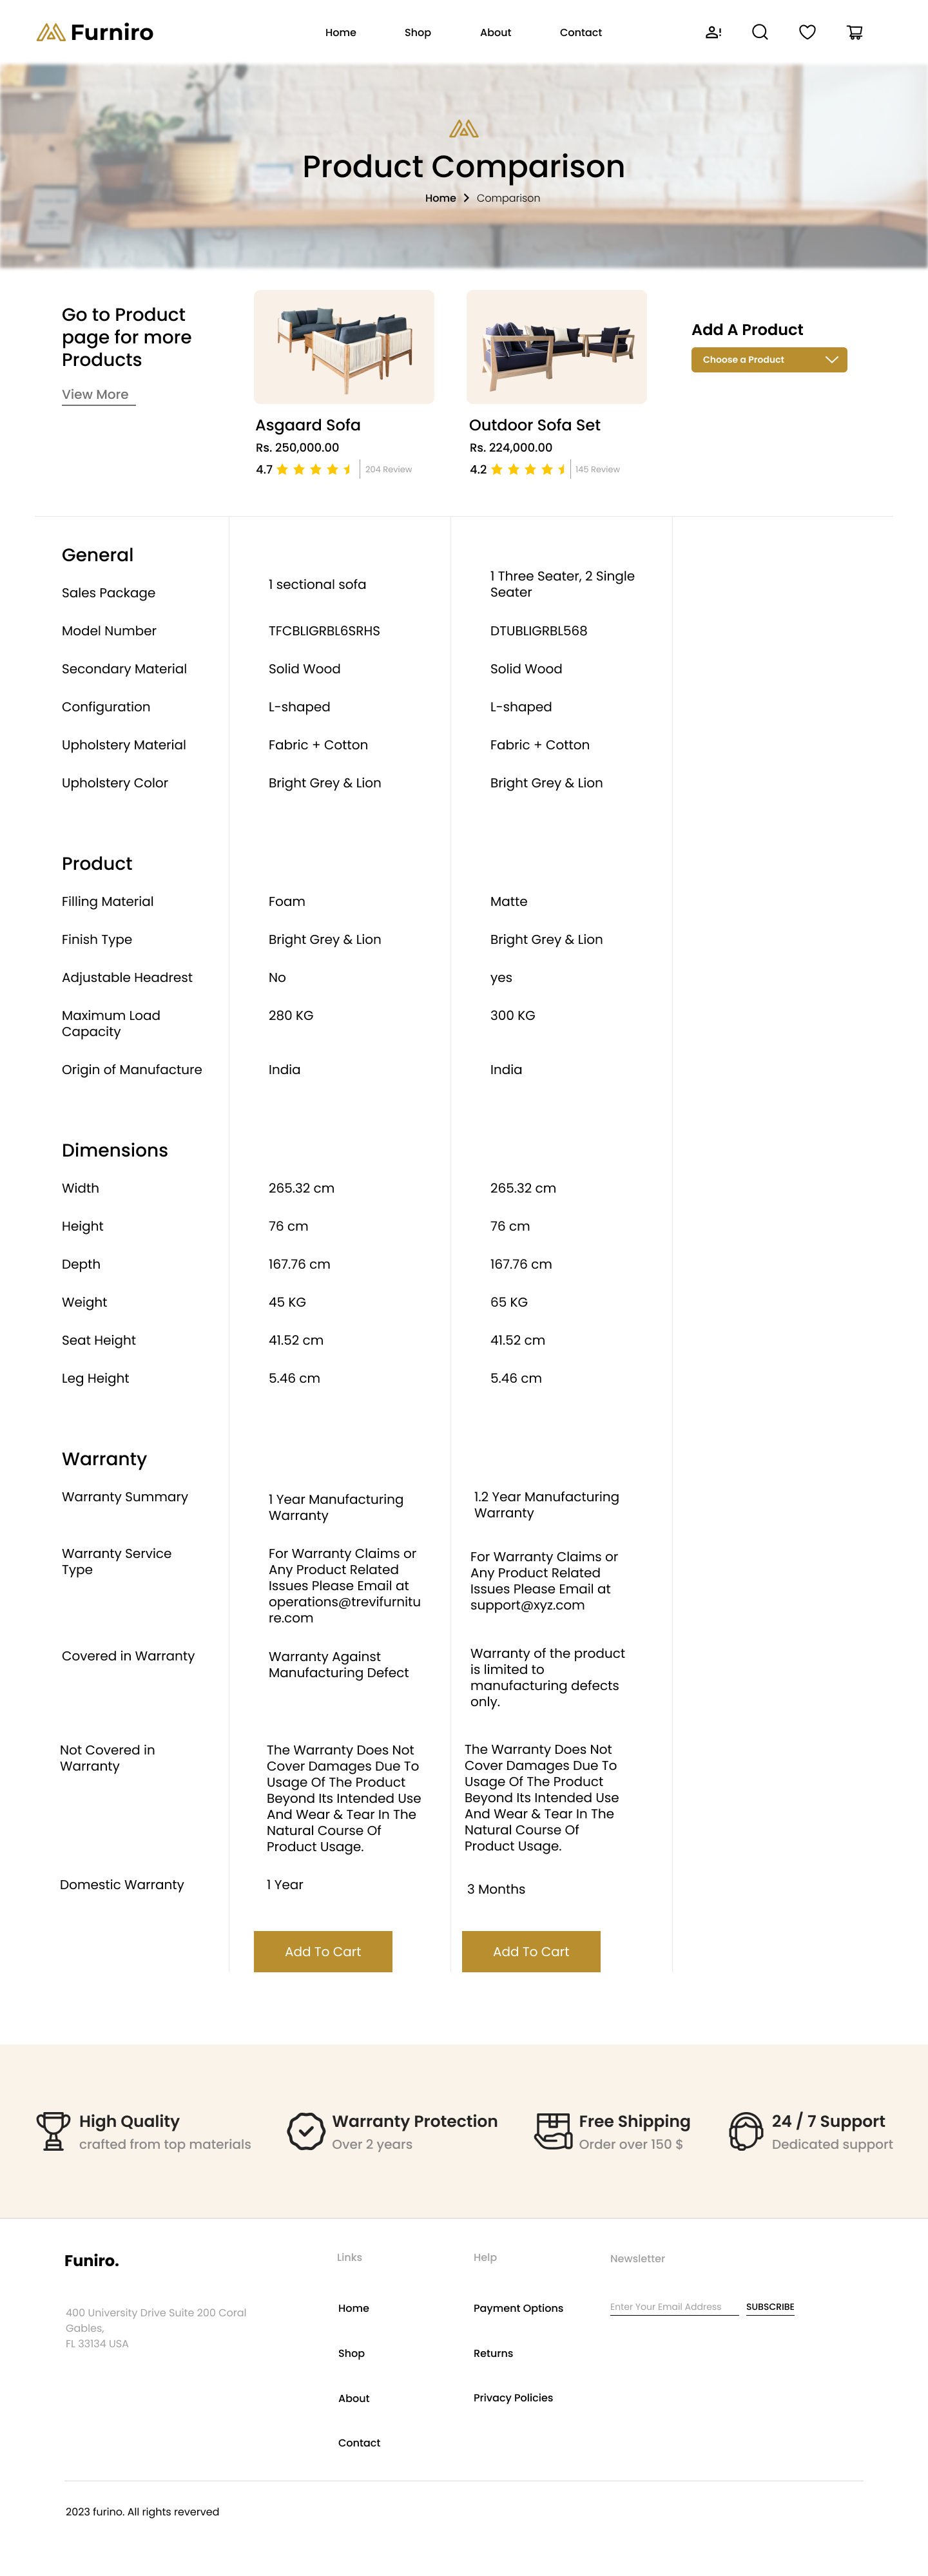 Furniro
Home Shop About Contact
Product Comparison
Home Comparison
Go to Product
page for more
Products
View More
Asgaard Sofa
Rs. 250,000.00
4.7 204 Review
Outdoor Sofa Set
Rs. 224,000.00
4.2 145 Review
Add A Product
Choose a Product
General
Sales Package
1 sectional sofa
1 Three Seater, 2 Single
Seater
Model Number TFCBLIGRBL6SRHS DTUBLIGRBL568
Secondary Material Solid Wood Solid Wood
Configuration L-shaped L-shaped
Upholstery Material Fabric + Cotton Fabric + Cotton
Upholstery Color Bright Grey & Lion Bright Grey & Lion
Product
Filling Material Foam Matte
Finish Type Bright Grey & Lion Bright Grey & Lion
Adjustable Headrest No yes
Maximum Load
Capacity
280 KG 300 KG
Origin of Manufacture India India
Dimensions
Width 265.32 cm 265.32 cm
Height 76 cm 76 cm
Depth 167.76 cm 167.76 cm
Weight 45 KG 65 KG
Seat Height 41.52 cm 41.52 cm
Leg Height 5.46 cm 5.46 cm
Warranty
Warranty Summary
1 Year Manufacturing
Warranty
1.2 Year Manufacturing
Warranty
Warranty Service
Type
For Warranty Claims or
Any Product Related
Issues Please Email at
operations@trevifurnitu
re.com
For Warranty Claims or
Any Product Related
Issues Please Email at
support@xyz.com
Covered in Warranty
Warranty Against
Manufacturing Defect
Warranty of the product
is limited to
manufacturing defects
only.
Not Covered in
Warranty
The Warranty Does Not
Cover Damages Due To
Usage Of The Product
Beyond Its Intended Use
And Wear & Tear In The
Natural Course Of
Product Usage.
The Warranty Does Not
Cover Damages Due To
Usage Of The Product
Beyond Its Intended Use
And Wear & Tear In The
Natural Course Of
Product Usage.
Domestic Warranty 1 Year 3 Months
Add To Cart Add To Cart
High Quality
crafted from top materials
Warranty Protection
Over 2 years
Free Shipping
Order over 150 $
24 / 7 Support
Dedicated support
Funiro.
400 University Drive Suite 200 Coral
Gables,
FL 33134 USA
Links
Home
Shop
About
Contact
Help
Payment Options
Returns
Privacy Policies
Newsletter
Enter Your Email Address SUBSCRIBE
2023 furino. All rights reverved